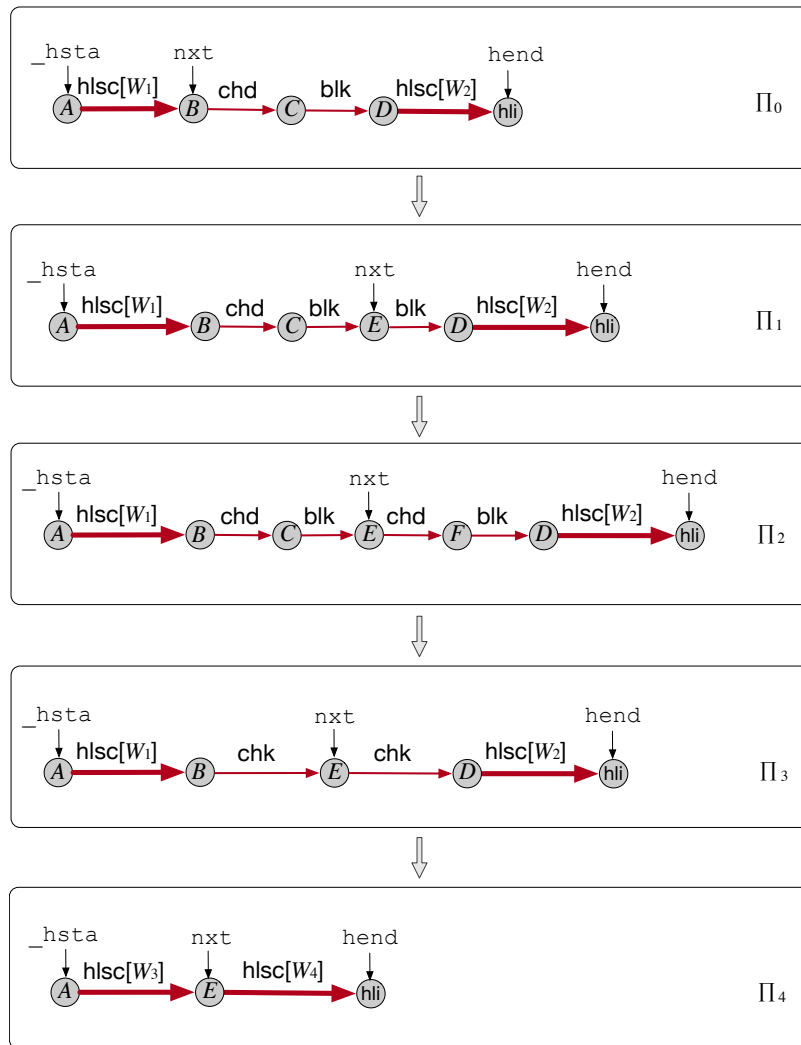 _hsta nxt hend
hlsc[W1] chd blk hlsc[W2]
A B C D hli Π0
_hsta nxt hend
hlsc[W1] chd blk blk hlsc[W2]
A B C E D hli Π1
_hsta nxt hend
hlsc[W1] chd blk chd blk hlsc[W2]
A B C E F D hli Π2
_hsta nxt hend
hlsc[W1] chk chk hlsc[W2]
A B E D hli Π3
_hsta nxt hend
hlsc[W3] hlsc[W4]
A E hli Π4